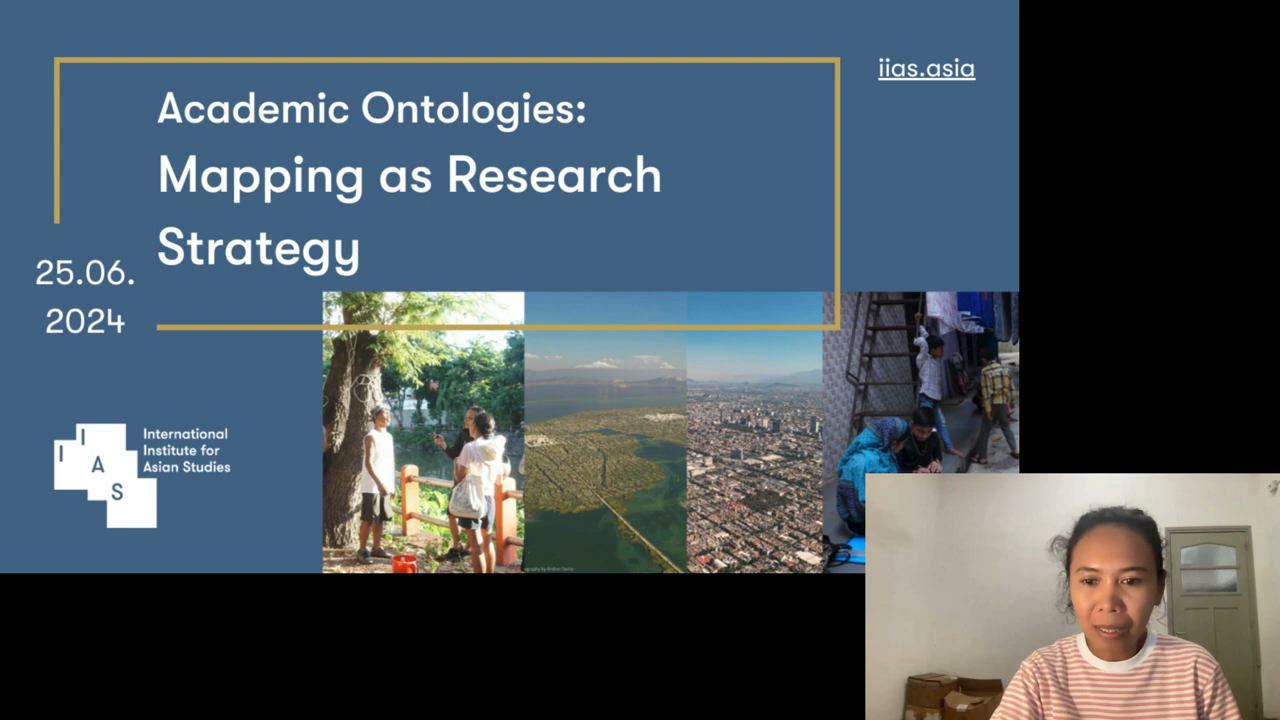 iias.asia
Academic Ontologies:
Mapping as Research
Strategy
25.06.
2024
I
I
A
S
International
Institute for
Asian Studies